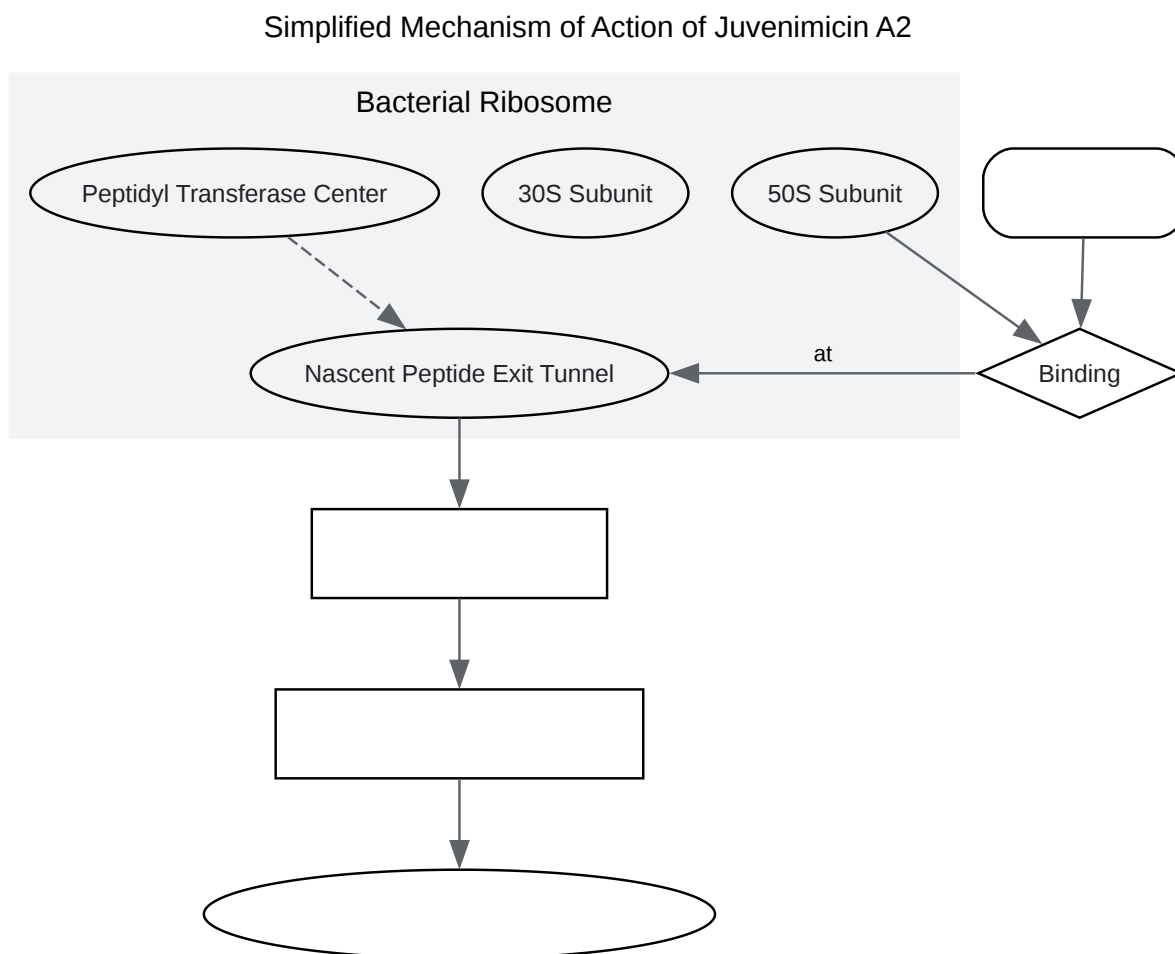 Simplified Mechanism of Action of Juvenimicin A2
Bacterial Ribosome
Peptidyl Transferase Center
30S Subunit
50S Subunit
at
Nascent Peptide Exit Tunnel
Binding